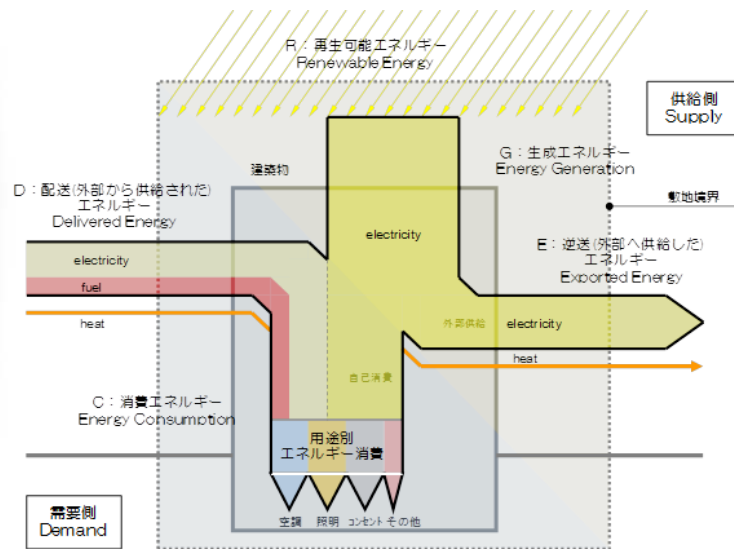 R：再生可能エネルギー
Renewable Energy
供給側
Supply
建築物
G：生成エネルギー
Energy Generation
D：配送(外部から供給された)
エネルギー
Delivered Energy
敷地境界
electricity
E：逆送(外部へ供給した)
エネルギー
Exported Energy
electricity
fuel
heat
外部供給
electricity
heat
自己消費
C：消費エネルギー
Energy Consumption
用途別
エネルギー消費
需要側
Demand
空調 照明 コンセント その他